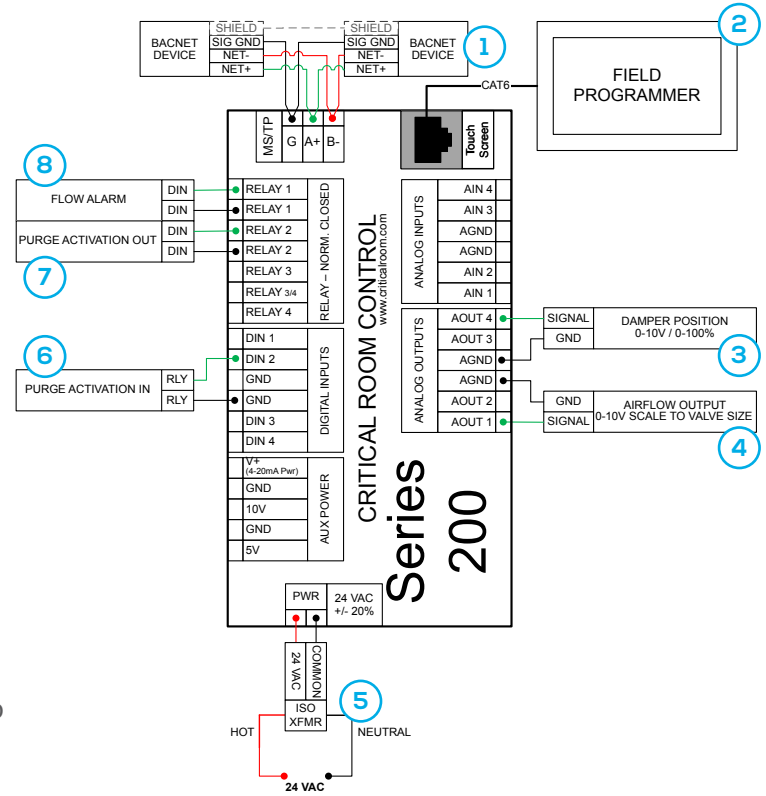 SHIELD
SIG GND
NET-
NET+
BACNET
DEVICE
SHIELD
SIG GND
NET-
NET+
BACNET
DEVICE
1
2
FIELD
PROGRAMMER
CAT6
MS/TP
G
A+
B-
Touch
Screen
8
FLOW ALARM
DIN
DIN
PURGE ACTIVATION OUT
DIN
DIN
7
RELAY 1
RELAY 1
RELAY 2
RELAY 2
RELAY 3
RELAY 3/4
RELAY 4
RELAY – NORM. CLOSED
6
PURGE ACTIVATION IN
RLY
RLY
DIN 1
DIN 2
GND
GND
DIN 3
DIN 4
DIGITAL INPUTS
V+
(4-20mA Pwr)
GND
10V
GND
5V
AUX POWER
CRITICAL ROOM CONTROL
www.criticalroom.com
Series
200
ANALOG INPUTS
AIN 4
AIN 3
AGND
AGND
AIN 2
AIN 1
ANALOG OUTPUTS
AOUT 4
AOUT 3
AGND
AGND
AOUT 2
AOUT 1
SIGNAL
GND
DAMPER POSITION
0-10V / 0-100%
3
GND
SIGNAL
AIRFLOW OUTPUT
0-10V SCALE TO VALVE SIZE
4
PWR
24 VAC
+/- 20%
24 VAC
COMMON
ISO
XFMR
5
HOT
NEUTRAL
24 VAC